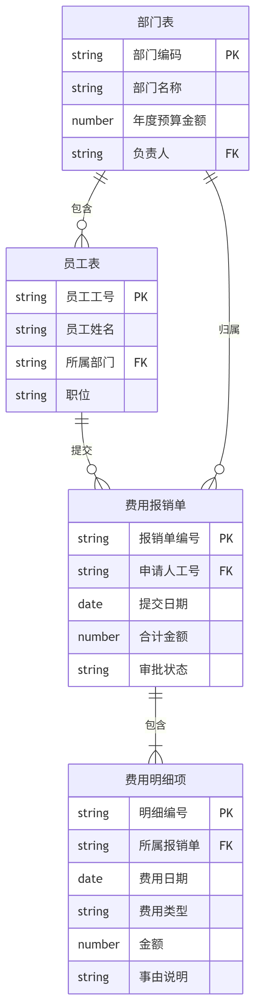 部门表
string 部门编码 PK
string 部门名称
number 年度预算金额
string 负责人 FK
包含
员工表
string 员工工号 PK
string 员工姓名
string 所属部门 FK
string 职位
归属
提交
费用报销单
string 报销单编号 PK
string 申请人工号 FK
date 提交日期
number 合计金额
string 审批状态
包含
费用明细项
string 明细编号 PK
string 所属报销单 FK
date 费用日期
string 费用类型
number 金额
string 事由说明